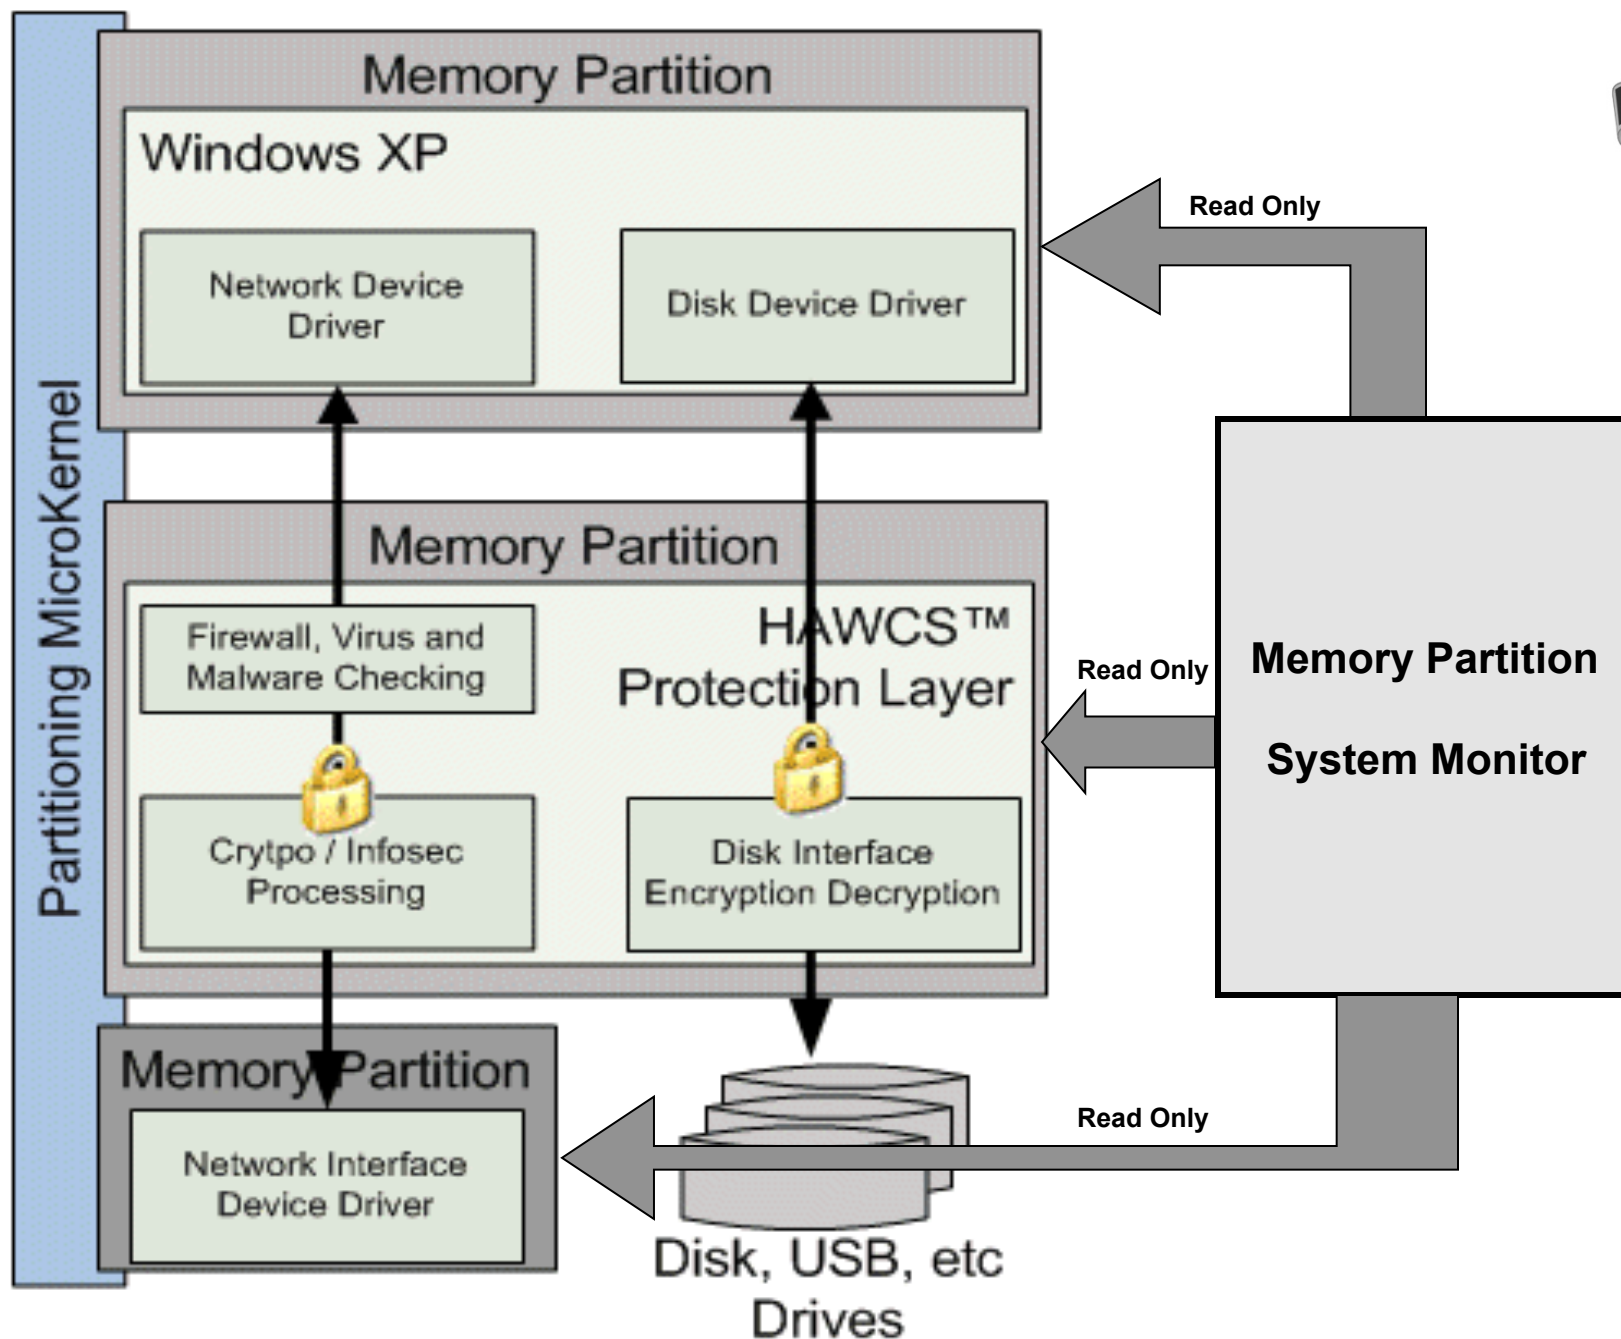 Partitioning MicroKernel
Memory Partition
Windows XP
Network Device
Driver
Disk Device Driver
Read Only
Memory Partition
HAWCS™
Protection Layer
Firewall, Virus and
Malware Checking
Crytpo / Infosec
Processing
Disk Interface
Encryption Decryption
Read Only
Memory Partition
System Monitor
Memory Partition
Network Interface
Device Driver
Read Only
Disk, USB, etc
Drives